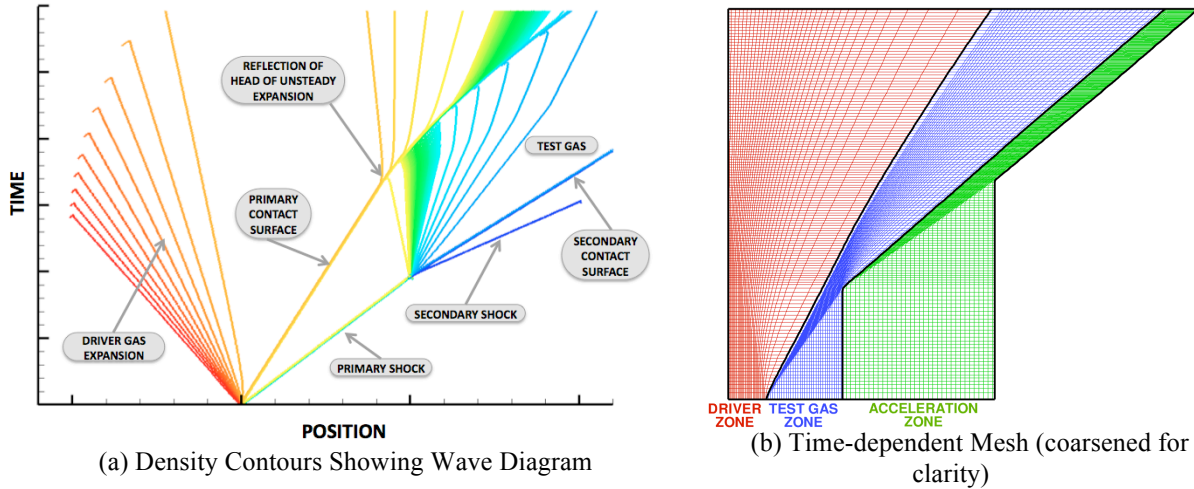 REFLECTION OF
HEAD OF UNSTEADY
EXPANSION
TEST GAS
TIME
PRIMARY
CONTACT
SURFACE
SECONDARY
CONTACT
SURFACE
SECONDARY SHOCK
DRIVER GAS
EXPANSION
PRIMARY SHOCK
POSITION
(a) Density Contours Showing Wave Diagram
DRIVER
ZONE
TEST GAS
ZONE
ACCELERATION
ZONE
(b) Time-dependent Mesh (coarsened for
clarity)